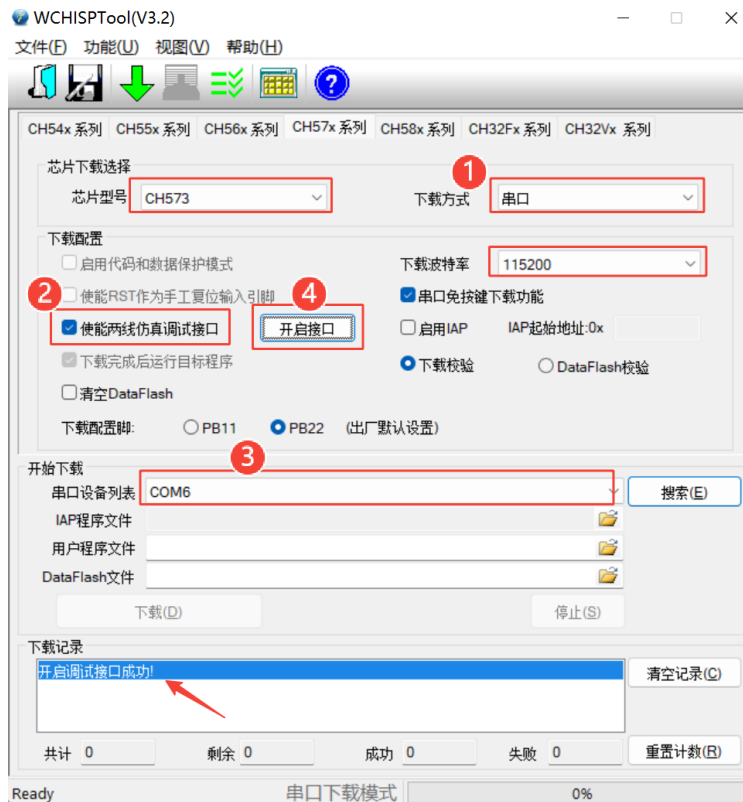 WCHISPTool(V3.2)
文件(F) 功能(U) 视图(V) 帮助(H)
CH54x 系列 CH55x 系列 CH56x 系列 CH57x 系列 CH58x 系列 CH32Fx 系列 CH32Vx 系列
芯片下载选择
1
芯片型号 CH573 下载方式 串口
下载配置
启用代码和数据保护模式 下载波特率 115200
2 使能RST作为手工复位输入引脚 4 串口免按键下载功能
使能两线仿真调试接口 开启接口 启用IAP IAP起始地址:0x
下载完成后运行目标程序 下载校验 DataFlash校验
清空DataFlash
下载配置脚: PB11 PB22 (出厂默认设置)
3
开始下载
串口设备列表 COM6 搜索(E)
IAP程序文件
用户程序文件
DataFlash文件
下载(D) 停止(S)
下载记录
开启调试接口成功! 清空记录(C)
共计 0 剩余 0 成功 0 失败 0 重置计数(R)
Ready 串口下载模式 0%